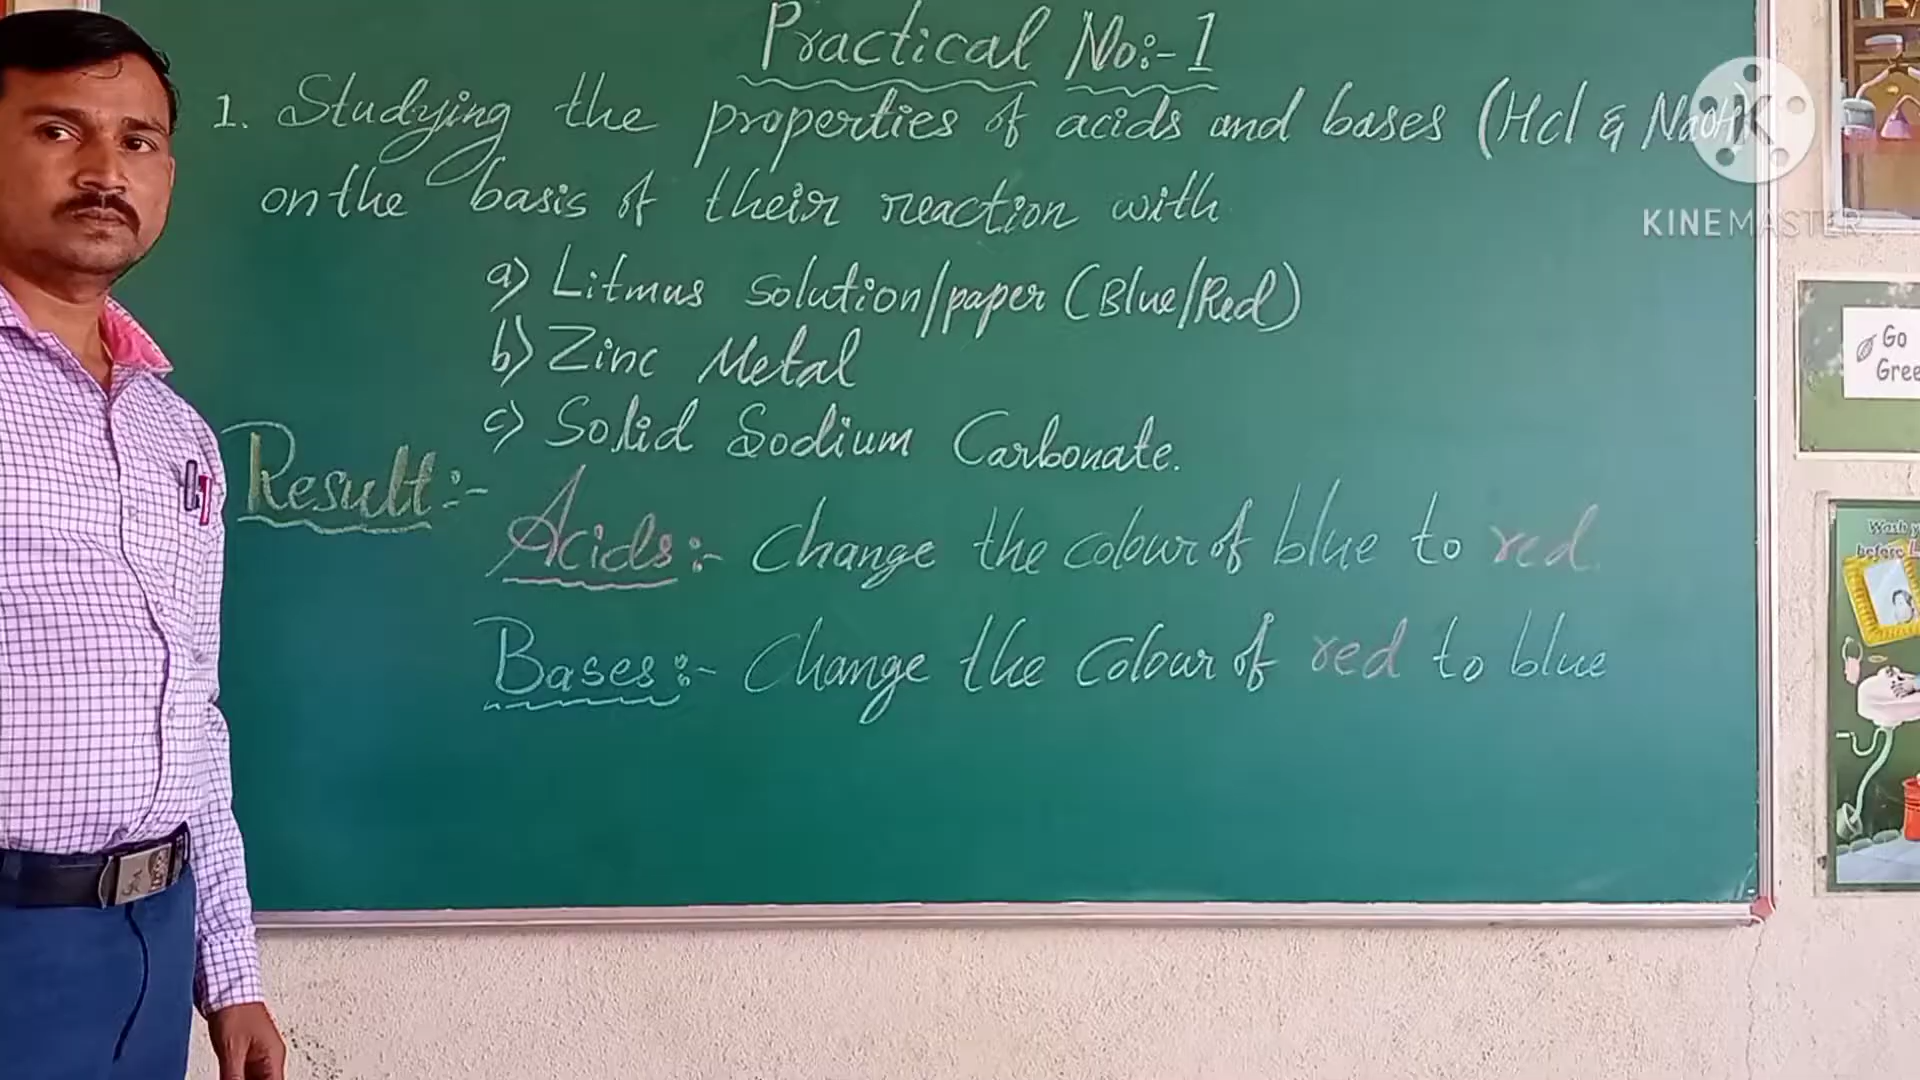 Practical No:-1
1. Studying the properties of acids and bases (Hcl & NaOH)
on the basis of their reaction with
a) Litmus solution/paper (Blue/Red)
b) Zinc Metal
c) Solid Sodium Carbonate.
Result:-
Acids:- Change the colour of blue to red.
Bases:- Change the colour of red to blue
KINEMASTER
Go
Gree
Wash y
before